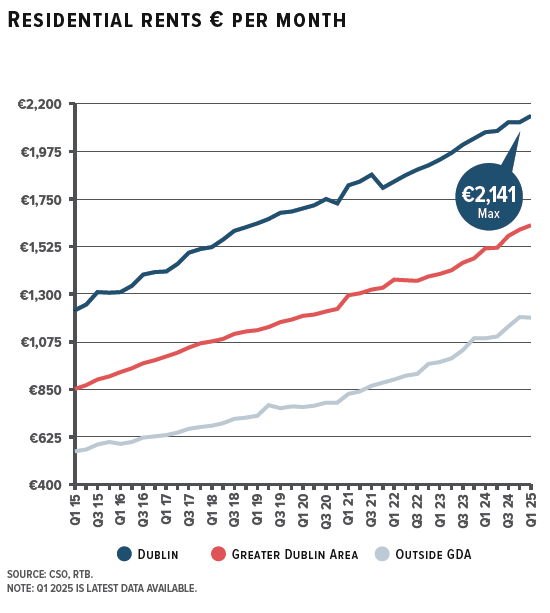 Residential rents € per month
€2,200
€1,975
€1,750
€1,525
€1,300
€1,075
€850
€625
€400
€2,141
Max
Q1 15
Q3 15
Q1 16
Q3 16
Q1 17
Q3 17
Q1 18
Q3 18
Q1 19
Q3 19
Q1 20
Q3 20
Q1 21
Q3 21
Q1 22
Q3 22
Q1 23
Q3 23
Q1 24
Q3 24
Q1 25
Dublin
Greater Dublin Area
Outside GDA
SOURCE: CSO, RTB.
NOTE: Q1 2025 IS LATEST DATA AVAILABLE.